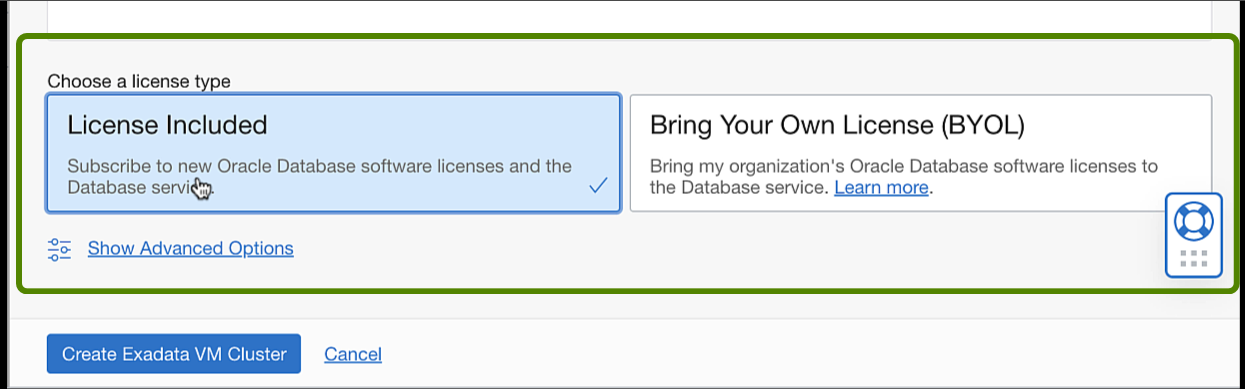 Choose a license type
License Included
Subscribe to new Oracle Database software licenses and the
Database service.
Bring Your Own License (BYOL)
Bring my organization's Oracle Database software licenses to
the Database service. Learn more.
Show Advanced Options
Create Exadata VM Cluster
Cancel